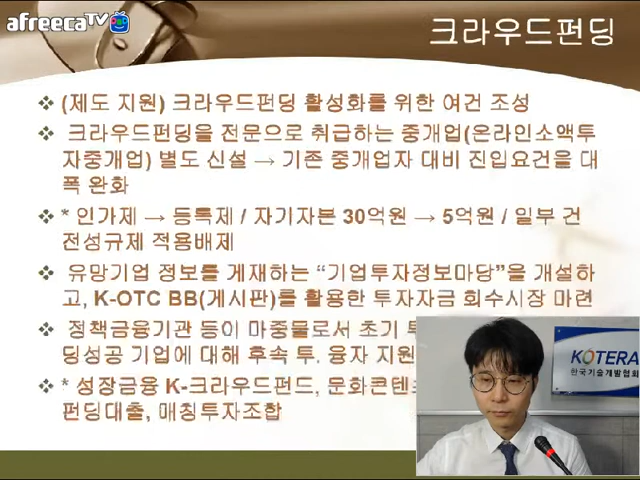 afreecaTV
크라우드펀딩
(제도 지원) 크라우드펀딩 활성화를 위한 여건 조성
크라우드펀딩을 전문으로 취급하는 중개업(온라인소액투
자중개업) 별도 신설 → 기존 중개업자 대비 진입요건을 대
폭 완화
* 인가제 → 등록제 / 자기자본 30억원 → 5억원 / 일부 건
전성규제 적용배제
유망기업 정보를 게재하는 “기업투자정보마당”을 개설하
고, K-OTC BB(게시판)를 활용한 투자자금 회수시장 마련
정책금융기관 등이 마중물로서 초기
딩성공 기업에 대해 후속 투. 융자 지원
* 성장금융 K-크라우드펀드, 문화콘텐
펀딩대출, 매칭투자조합
KOTERA
한국기술개발협회